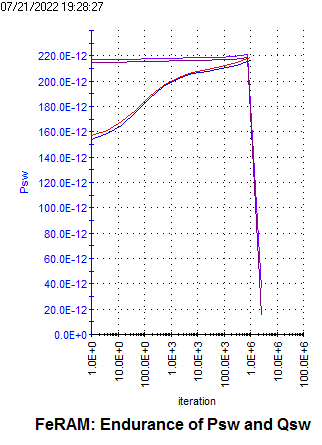 07/21/2022 19:28:27
220.0E-12
200.0E-12
180.0E-12
160.0E-12
140.0E-12
120.0E-12
100.0E-12
80.0E-12
60.0E-12
40.0E-12
20.0E-12
0.0E+0
Psw
1.0E+0
10.0E+0
100.0E+0
1.0E+3
10.0E+3
100.0E+3
1.0E+6
10.0E+6
100.0E+6
iteration
FeRAM: Endurance of Psw and Qsw